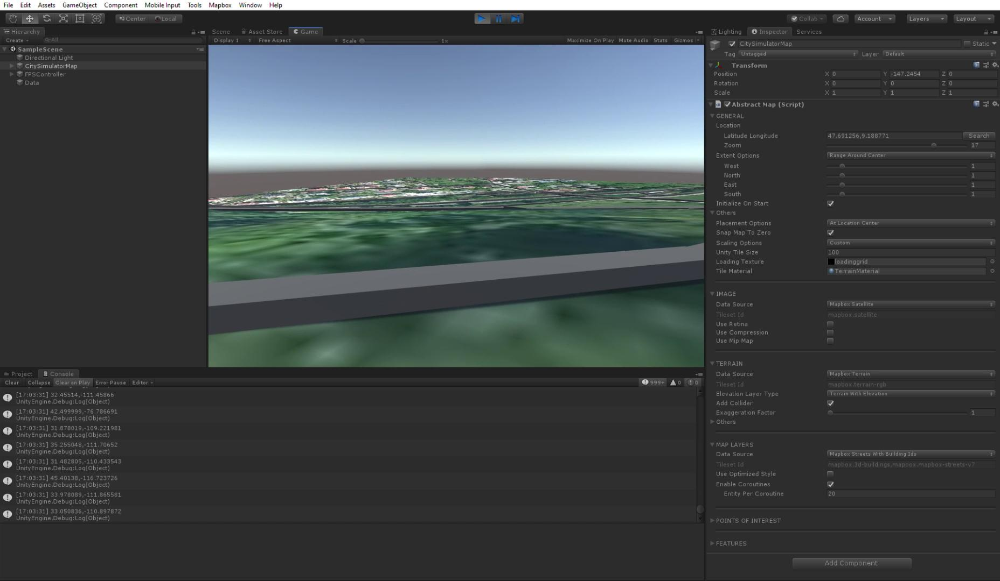 File Edit Assets GameObject Component Mobile Input Tools Mapbox Window Help
Center Local
Collab Account Layers Layout
Hierarchy
Create All
SampleScene
Directional Light
CitySimulatorMap
FPSController
Data
Scene Asset Store Game
Display 1 Free Aspect Scale 1x Maximize On Play Mute Audio Stats Gizmos
Project Console
Clear Collapse Clear on Play Error Pause Editor 999+ 0 0
[17:03:31] 32.45514,-111.45866
UnityEngine.Debug:Log(Object)
[17:03:31] 42.499999,-76.786691
UnityEngine.Debug:Log(Object)
[17:03:31] 31.878019,-109.221981
UnityEngine.Debug:Log(Object)
[17:03:31] 35.255048,-111.70652
UnityEngine.Debug:Log(Object)
[17:03:31] 31.482805,-110.433543
UnityEngine.Debug:Log(Object)
[17:03:31] 45.40138,-116.723726
UnityEngine.Debug:Log(Object)
[17:03:31] 33.978089,-111.865581
UnityEngine.Debug:Log(Object)
[17:03:31] 33.050836,-110.897872
UnityEngine.Debug:Log(Object)
Lighting Inspector Services
CitySimulatorMap Static
Tag Untagged Layer Default
Transform
Position X 0 Y -147.2454 Z 0
Rotation X 0 Y 0 Z 0
Scale X 1 Y 1 Z 1
Abstract Map (Script)
GENERAL
Location
Latitude Longitude 47.691256,9.188771 Search
Zoom 17
Extent Options Range Around Center
West 1
North 1
East 1
South 1
Initialize On Start
Others
Placement Options At Location Center
Snap Map To Zero
Scaling Options Custom
Unity Tile Size 100
Loading Texture loadinggrid
Tile Material TerrainMaterial
IMAGE
Data Source Mapbox Satellite
Tileset Id mapbox.satellite
Use Retina
Use Compression
Use Mip Map
TERRAIN
Data Source Mapbox Terrain
Tileset Id mapbox.terrain-rgb
Elevation Layer Type Terrain With Elevation
Add Collider
Exaggeration Factor 1
Others
MAP LAYERS
Data Source Mapbox Streets With Building Ids
Tileset Id mapbox.3d-buildings,mapbox.mapbox-streets-v7
Use Optimized Style
Enable Coroutines
Entity Per Coroutine 20
POINTS OF INTEREST
FEATURES
Add Component